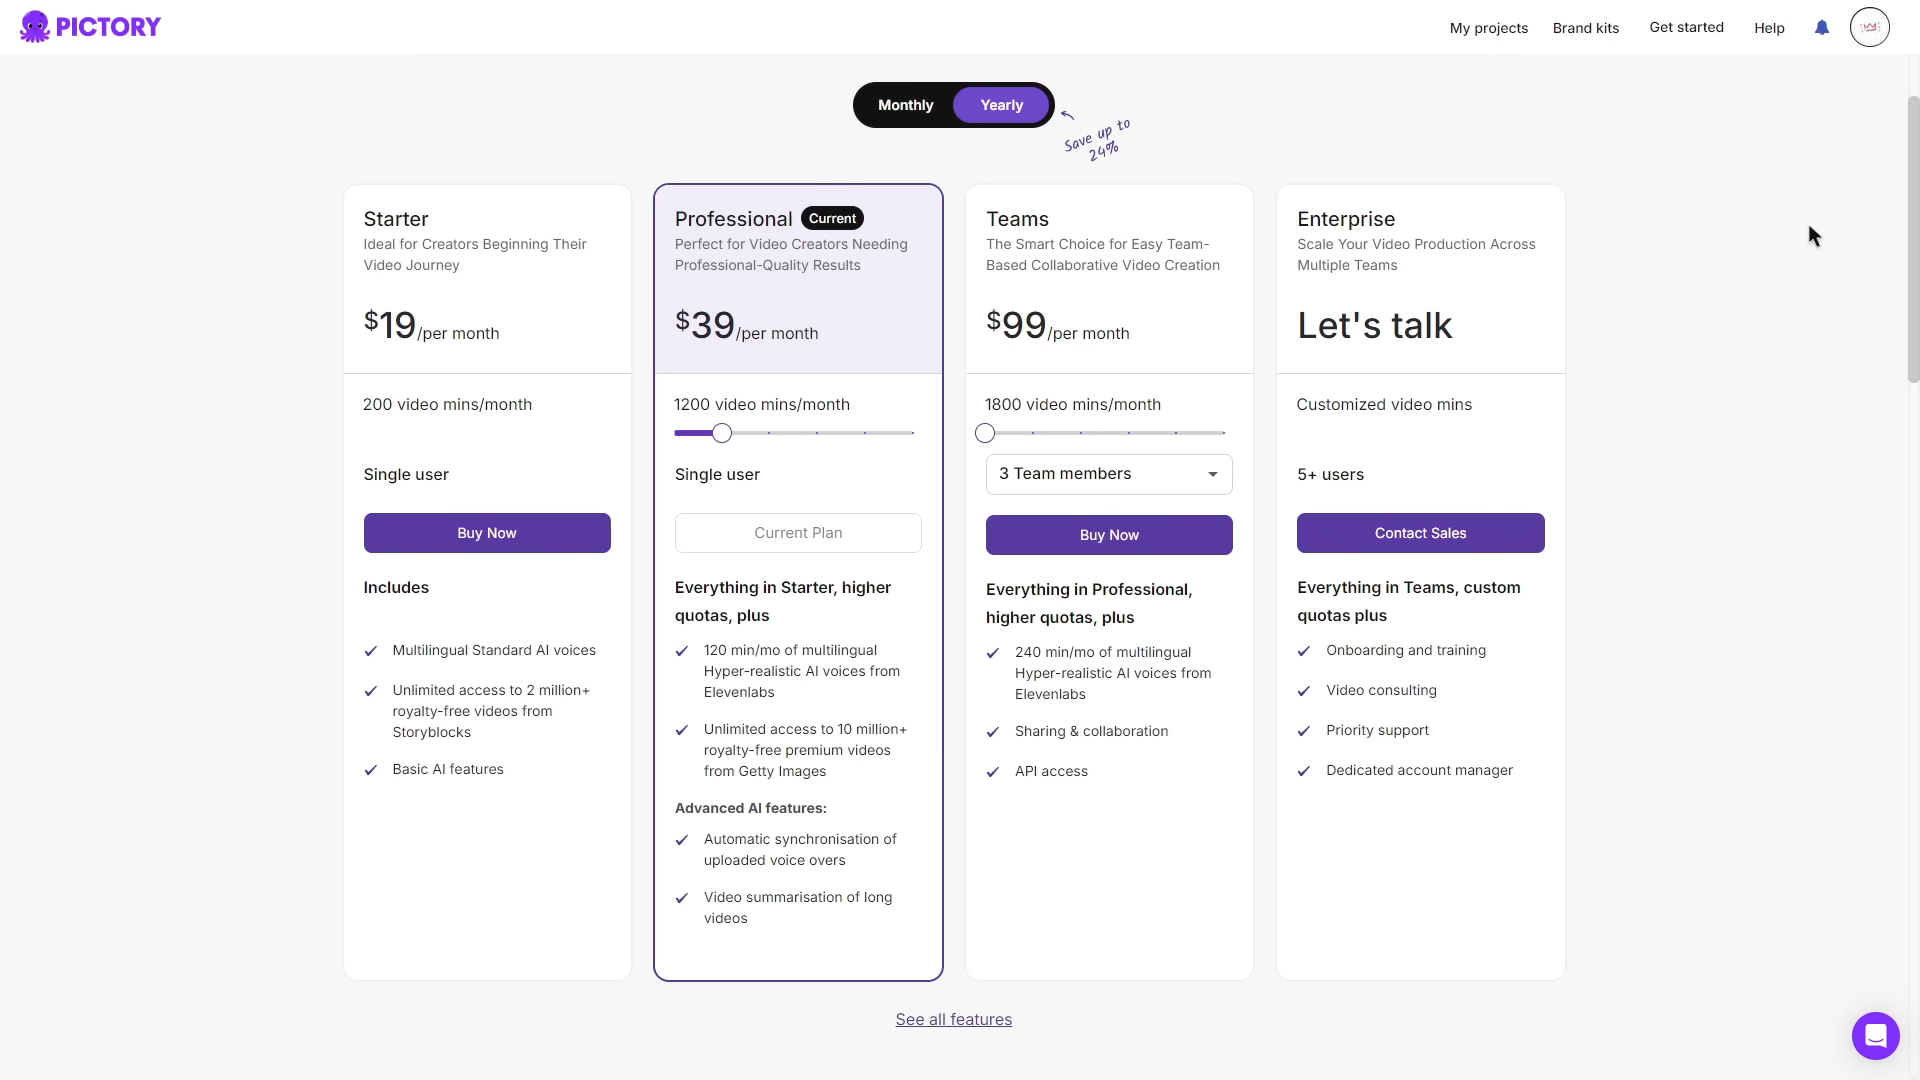 PICTORY
My projects
Brand kits
Get started
Help
Monthly
Yearly
Save up to
24%
Starter
Ideal for Creators Beginning Their
Video Journey
$19/per month
200 video mins/month
Single user
Buy Now
Includes
Multilingual Standard AI voices
Unlimited access to 2 million+
royalty-free videos from
Storyblocks
Basic AI features
Professional Current
Perfect for Video Creators Needing
Professional-Quality Results
$39/per month
1200 video mins/month
Single user
Current Plan
Everything in Starter, higher
quotas, plus
120 min/mo of multilingual
Hyper-realistic AI voices from
Elevenlabs
Unlimited access to 10 million+
royalty-free premium videos
from Getty Images
Advanced AI features:
Automatic synchronisation of
uploaded voice overs
Video summarisation of long
videos
Teams
The Smart Choice for Easy Team-
Based Collaborative Video Creation
$99/per month
1800 video mins/month
3 Team members
Buy Now
Everything in Professional,
higher quotas, plus
240 min/mo of multilingual
Hyper-realistic AI voices from
Elevenlabs
Sharing & collaboration
API access
Enterprise
Scale Your Video Production Across
Multiple Teams
Let's talk
Customized video mins
5+ users
Contact Sales
Everything in Teams, custom
quotas plus
Onboarding and training
Video consulting
Priority support
Dedicated account manager
See all features